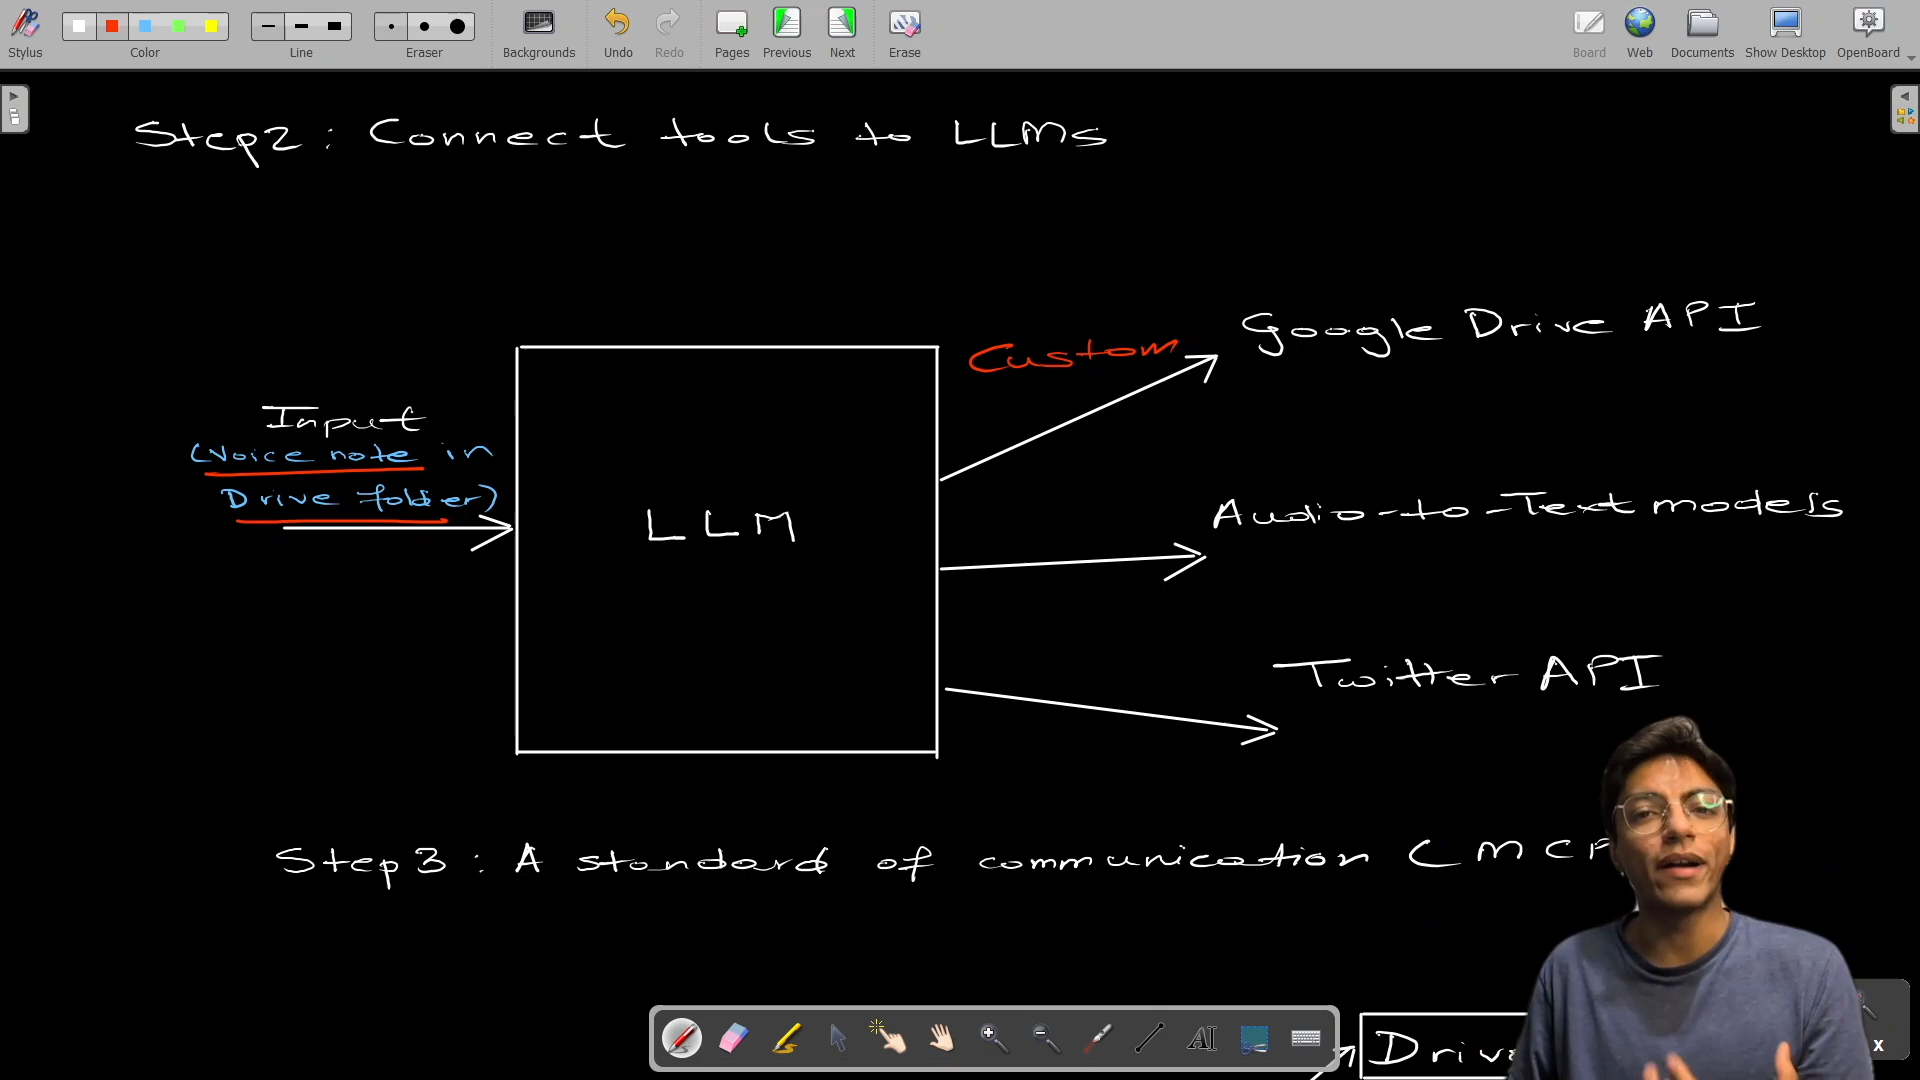 Stylus
Color
Line
Eraser
Backgrounds
Undo
Redo
Pages
Previous
Next
Erase
Board
Web
Documents
Show Desktop
OpenBoard
Step2: Connect tools to LLMs
Custom
Google Drive API
Input
(Voice note in
Drive folder)
LLM
Audio-to-Text models
Twitter API
Step3: A standard of communication (MCP
AI
Drive
x